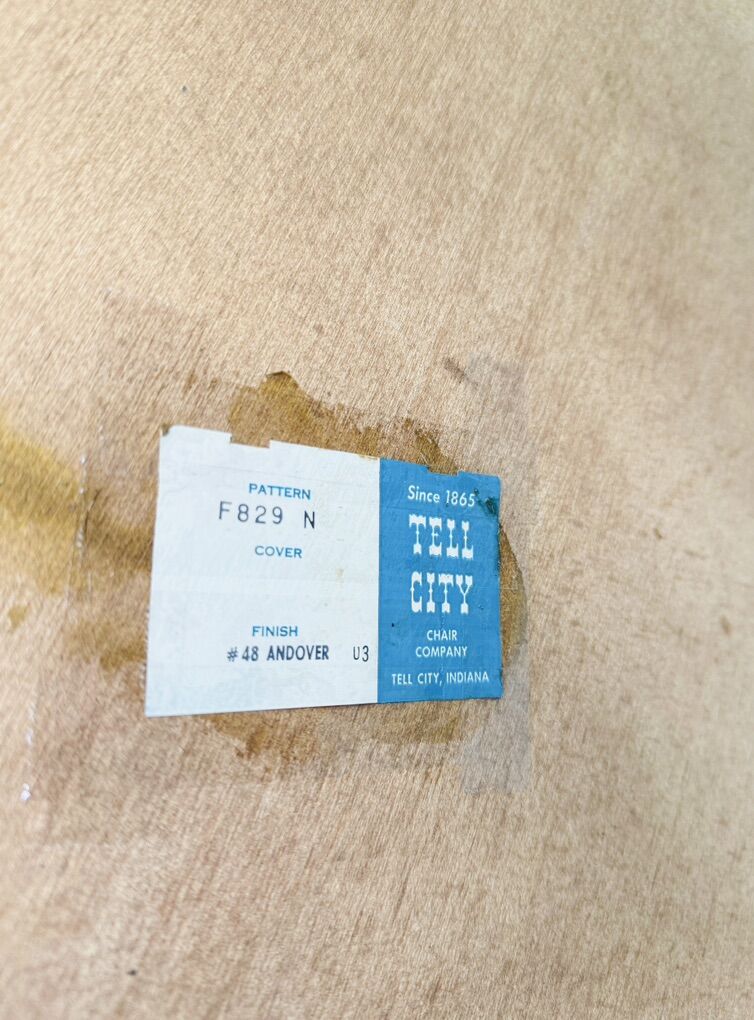 PATTERN
F829 N
COVER
FINISH
#48 ANDOVER U3
Since 1865
TELL
CITY
CHAIR
COMPANY
TELL CITY, INDIANA